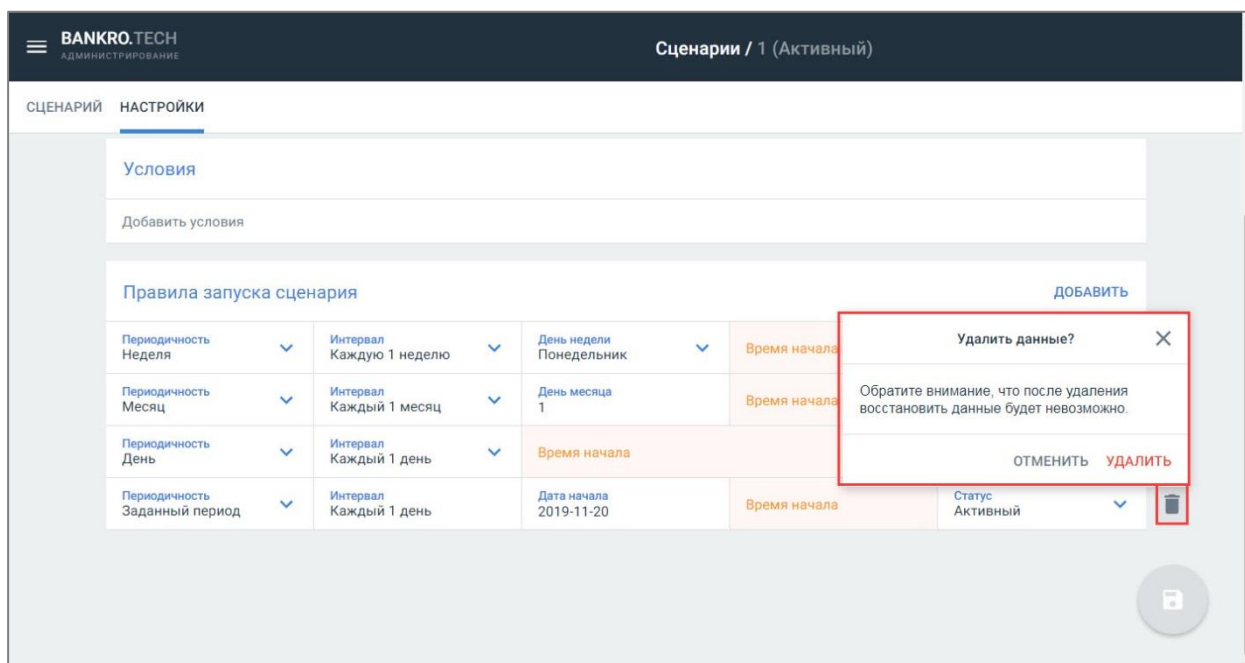 BANKRO.TECH
АДМИНИСТРИРОВАНИЕ
Сценарии / 1 (Активный)
СЦЕНАРИЙ НАСТРОЙКИ
Условия
Добавить условия
Правила запуска сценария
ДОБАВИТЬ
Периодичность
Неделя
Интервал
Каждую 1 неделю
День недели
Понедельник
Время начала
Периодичность
Месяц
Интервал
Каждый 1 месяц
День месяца
1
Время начала
Периодичность
День
Интервал
Каждый 1 день
Время начала
Периодичность
Заданный период
Интервал
Каждый 1 день
Дата начала
2019-11-20
Время начала
Статус
Активный
Удалить данные?
Обратите внимание, что после удаления
восстановить данные будет невозможно.
ОТМЕНИТЬ УДАЛИТЬ